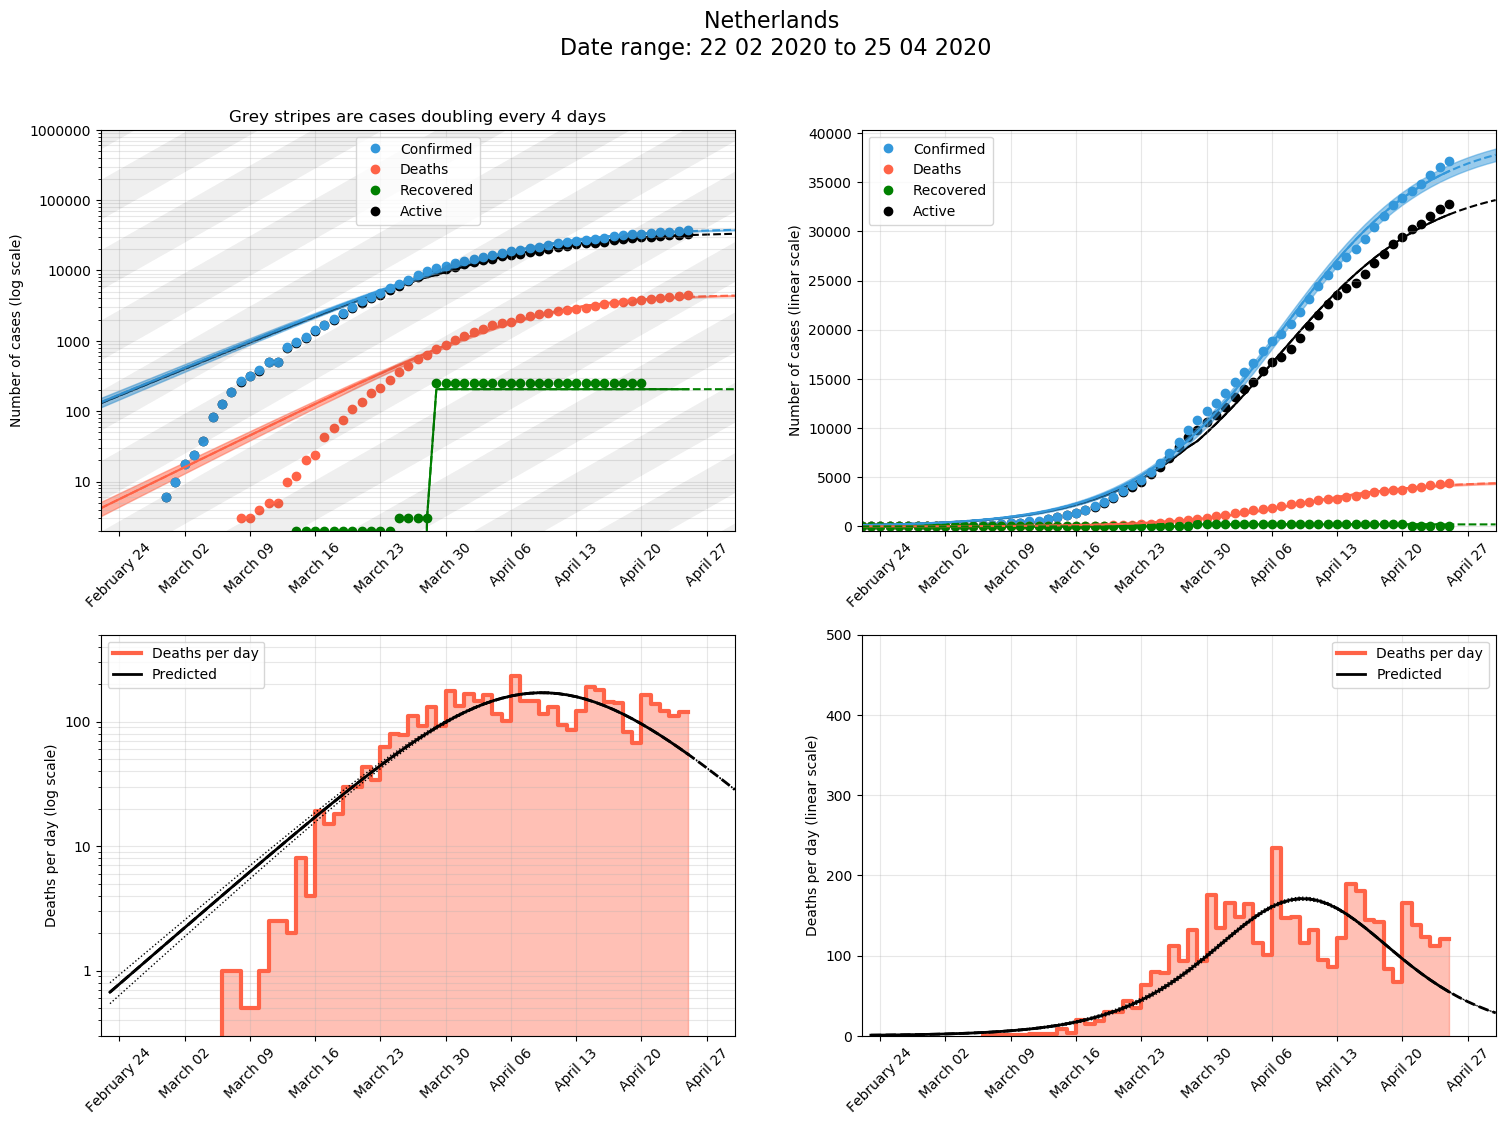 Netherlands
Date range: 22 02 2020 to 25 04 2020
Grey stripes are cases doubling every 4 days
Number of cases (log scale)
1000000
100000
10000
1000
100
10
Confirmed
Deaths
Recovered
Active
February 24
March 02
March 09
March 16
March 23
March 30
April 06
April 13
April 20
April 27
Number of cases (linear scale)
40000
35000
30000
25000
20000
15000
10000
5000
0
Confirmed
Deaths
Recovered
Active
February 24
March 02
March 09
March 16
March 23
March 30
April 06
April 13
April 20
April 27
Deaths per day (log scale)
100
10
1
Deaths per day
Predicted
February 24
March 02
March 09
March 16
March 23
March 30
April 06
April 13
April 20
April 27
Deaths per day (linear scale)
500
400
300
200
100
0
Deaths per day
Predicted
February 24
March 02
March 09
March 16
March 23
March 30
April 06
April 13
April 20
April 27